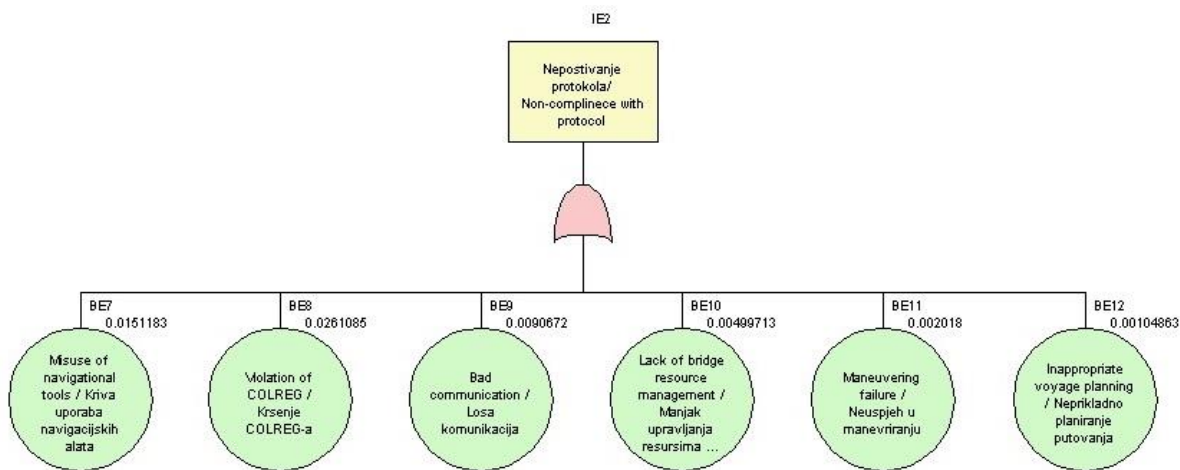 IE2
Nepostivanje
protokola/
Non-complinece with
protocol
BE7
0.0151183
Misuse of
navigational
tools / Kriva
uporaba
navigacijskih
alata
BE8
0.0261085
Violation of
COLREG /
Krsenje
COLREG-a
BE9
0.0090672
Bad
communication /
Losa
komunikacija
BE10
0.00499713
Lack of bridge
resource
management /
Manjak
upravljanja
resursima ...
BE11
0.002018
Maneuvering
failure /
Neuspjeh u
manevriranju
BE12
0.00104863
Inappropriate
voyage planning
/ Neprikladno
planiranje
putovanja